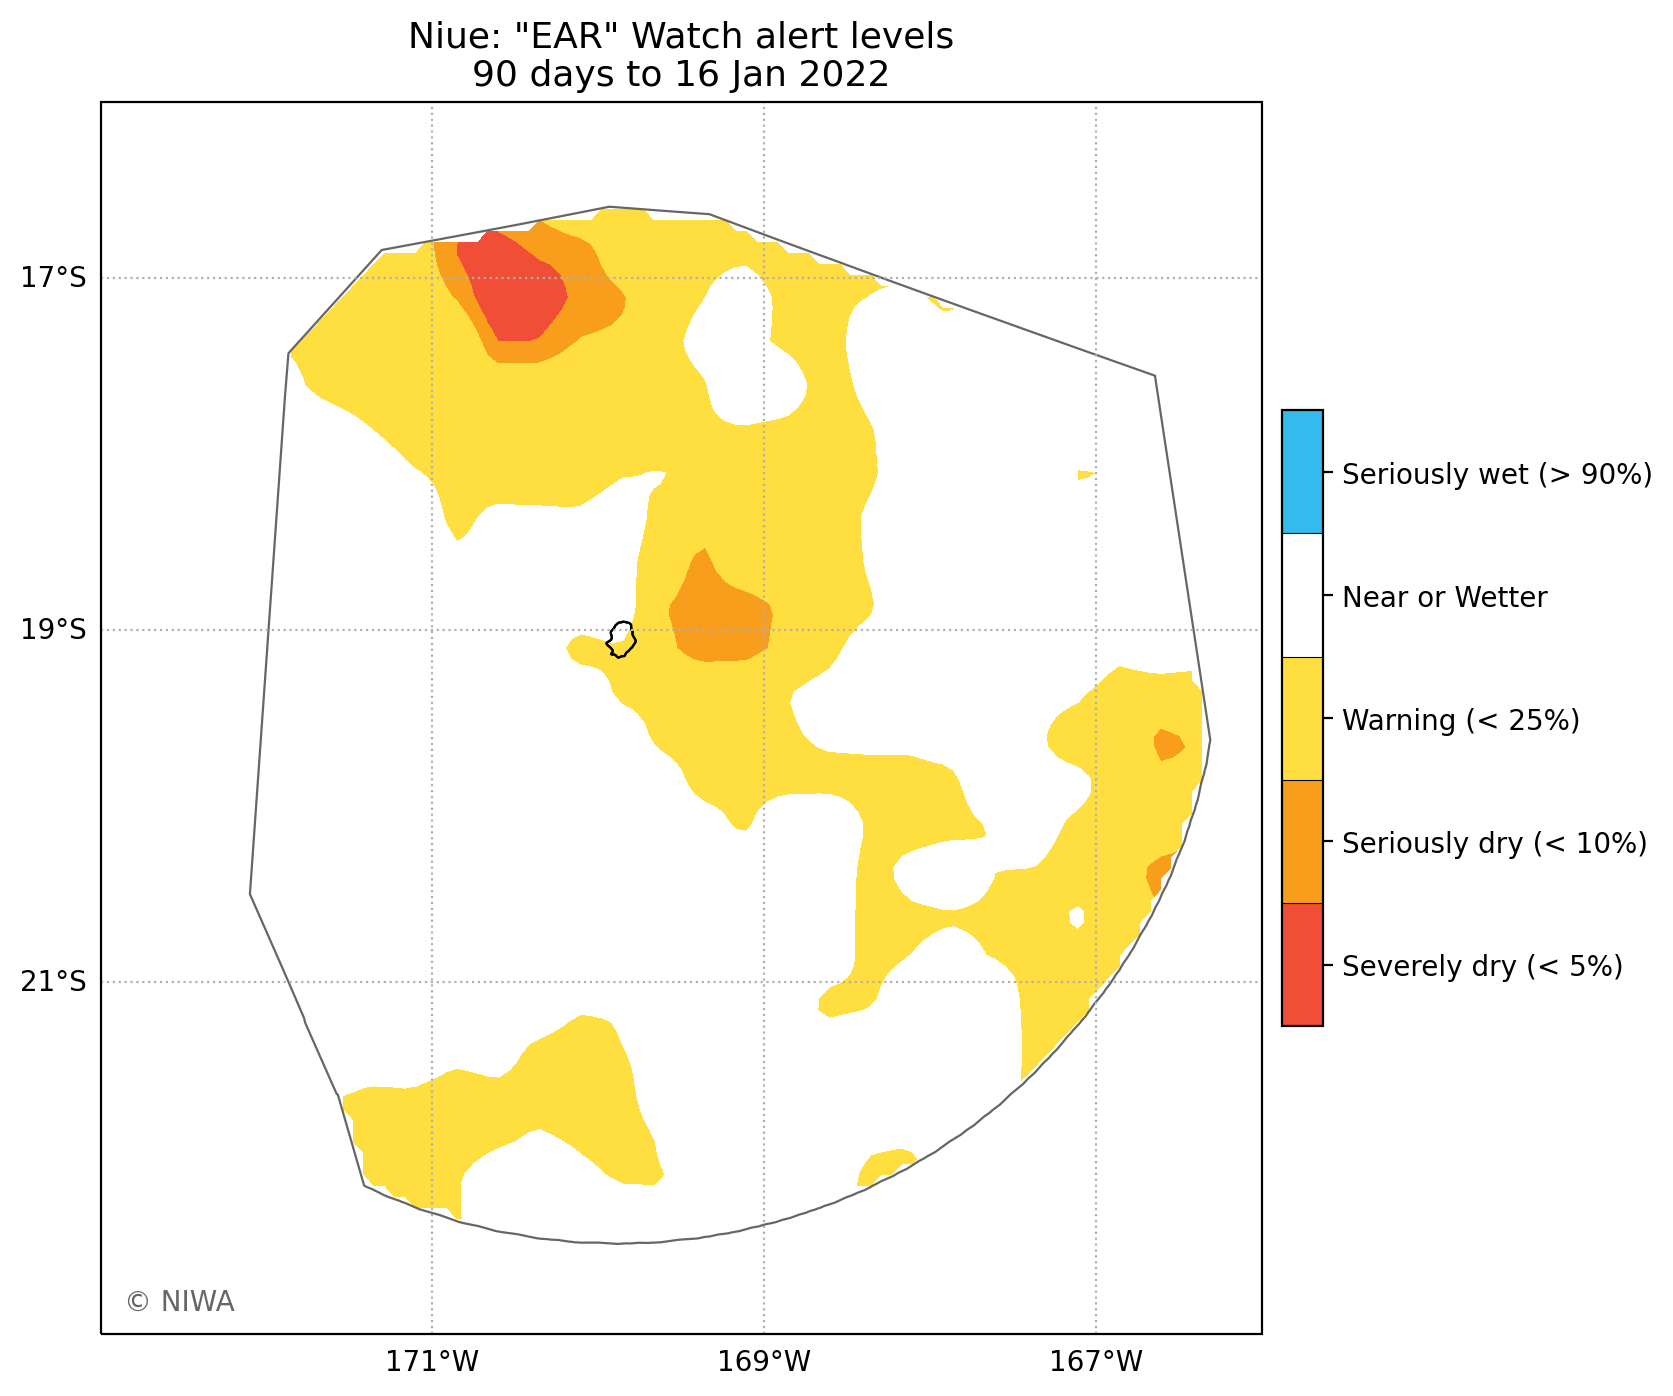 Niue: "EAR" Watch alert levels
90 days to 16 Jan 2022
17°S
19°S
21°S
171°W
169°W
167°W
Seriously wet (> 90%)
Near or Wetter
Warning (< 25%)
Seriously dry (< 10%)
Severely dry (< 5%)
© NIWA